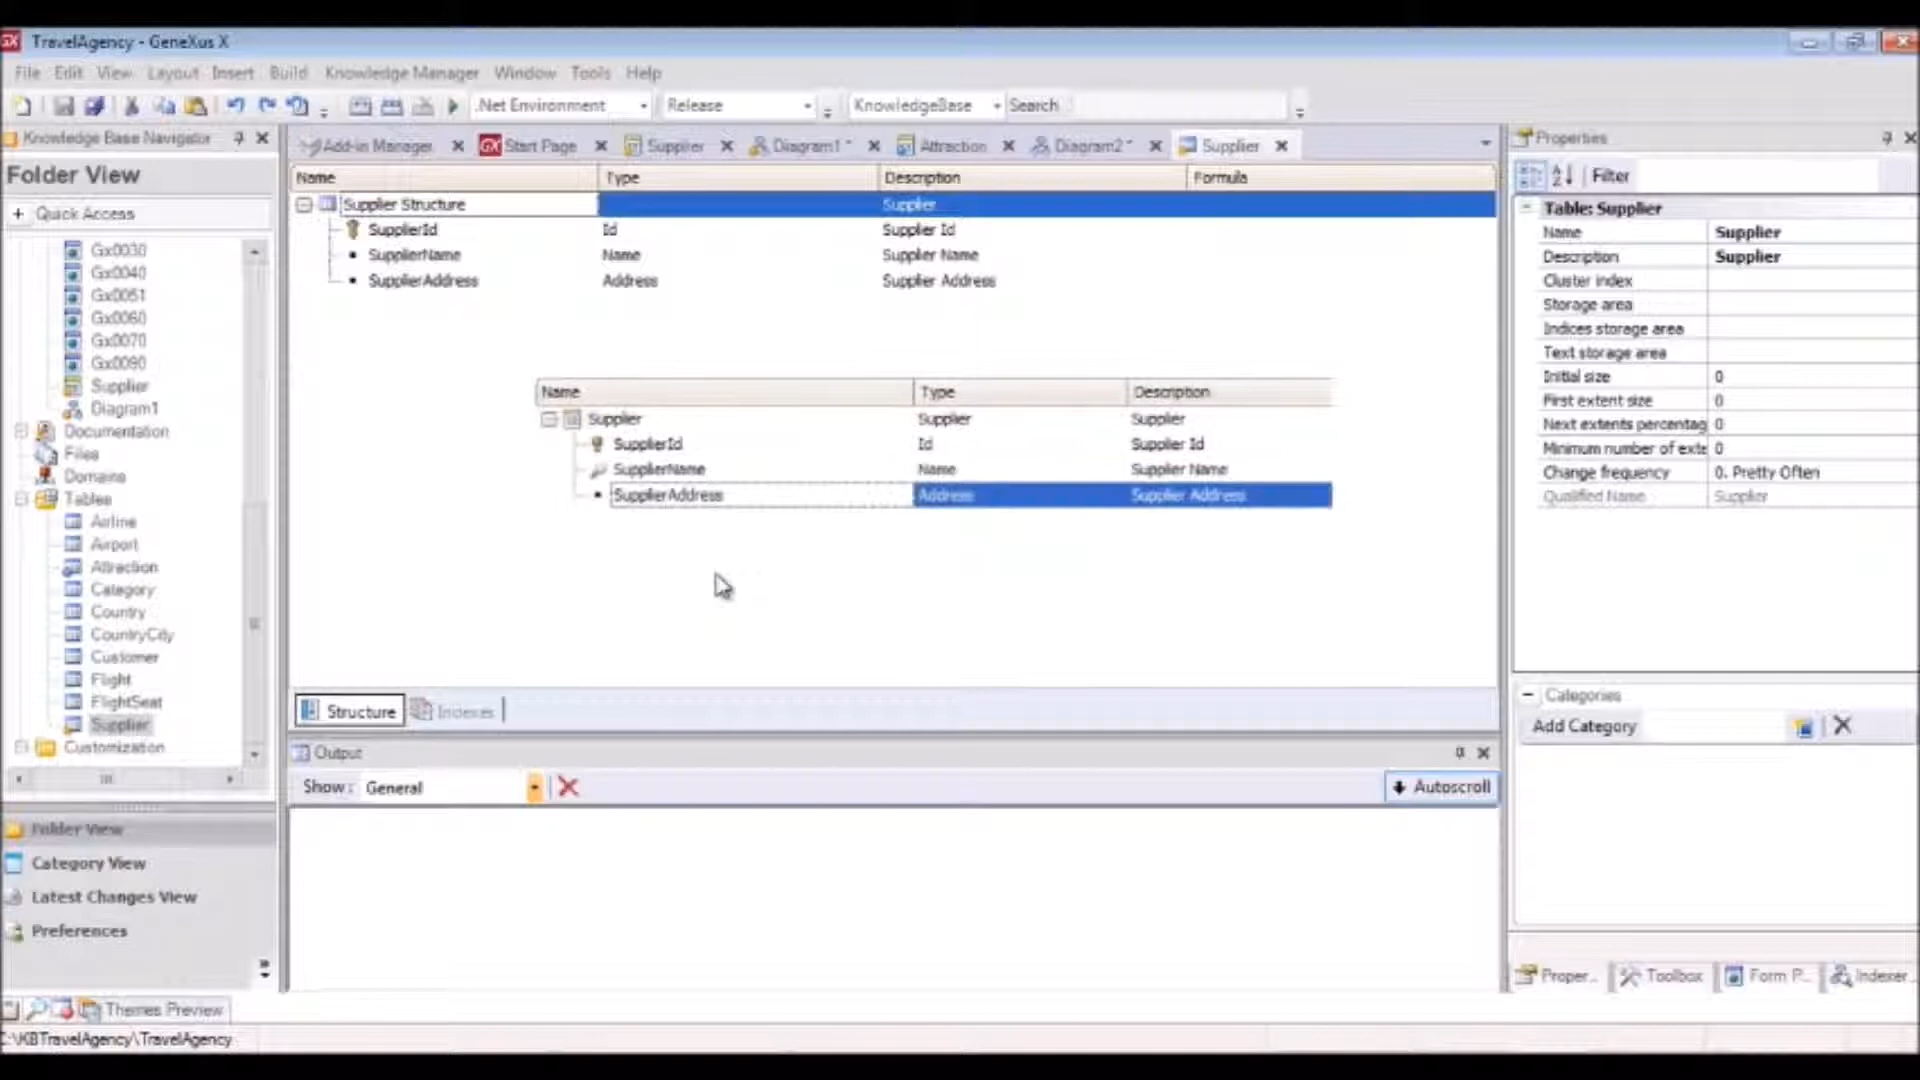 TravelAgency - GeneXus X
File Edit View Layout Insert Build Knowledge Manager Window Tools Help
.Net Environment Release KnowledgeBase Search
Knowledge Base Navigator
Folder View
+ Quick Access
Gx0030
Gx0040
Gx0051
Gx0060
Gx0070
Gx0090
Supplier
Diagram1
Documentation
Files
Domains
Tables
Airline
Airport
Attraction
Category
Country
CountryCity
Customer
Flight
FlightSeat
Supplier
Customization
Folder View
Category View
Latest Changes View
Preferences
Themes Preview
C:\KBTravelAgency\TravelAgency
Add-in Manager Start Page Supplier Diagram1 * Attraction Diagram2 * Supplier
Name Type Description Formula
Supplier Structure Supplier
SupplierId Id Supplier Id
SupplierName Name Supplier Name
SupplierAddress Address Supplier Address
Name Type Description
Supplier Supplier Supplier
SupplierId Id Supplier Id
SupplierName Name Supplier Name
SupplierAddress Address Supplier Address
Structure Indexes
Output
Show: General Autoscroll
Properties
Filter
Table: Supplier
Name Supplier
Description Supplier
Cluster index
Storage area
Indices storage area
Text storage area
Initial size 0
First extent size 0
Next extents percentag 0
Minimum number of exte 0
Change frequency 0. Pretty Often
Qualified Name Supplier
Categories
Add Category
Proper... Toolbox Form P... Indexer...